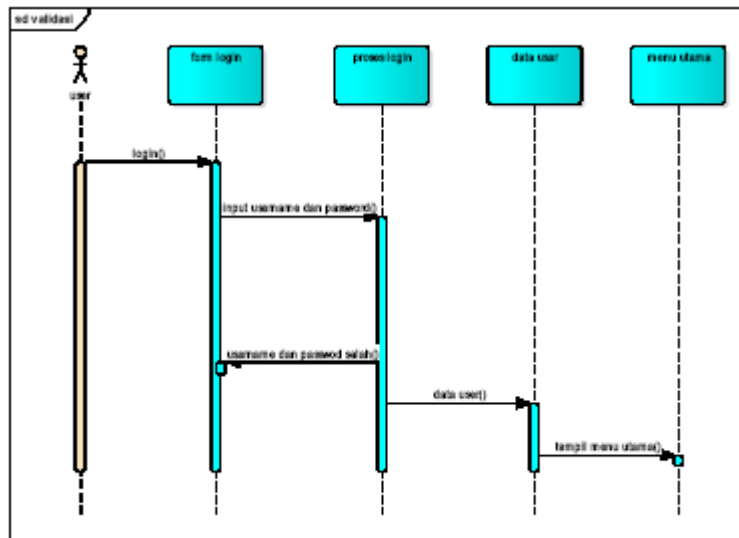 sd validasi
form login
proses login
data user
menu utama
user
login()
input username dan password()
username dan paswod salah()
data user()
tampil menu utama()